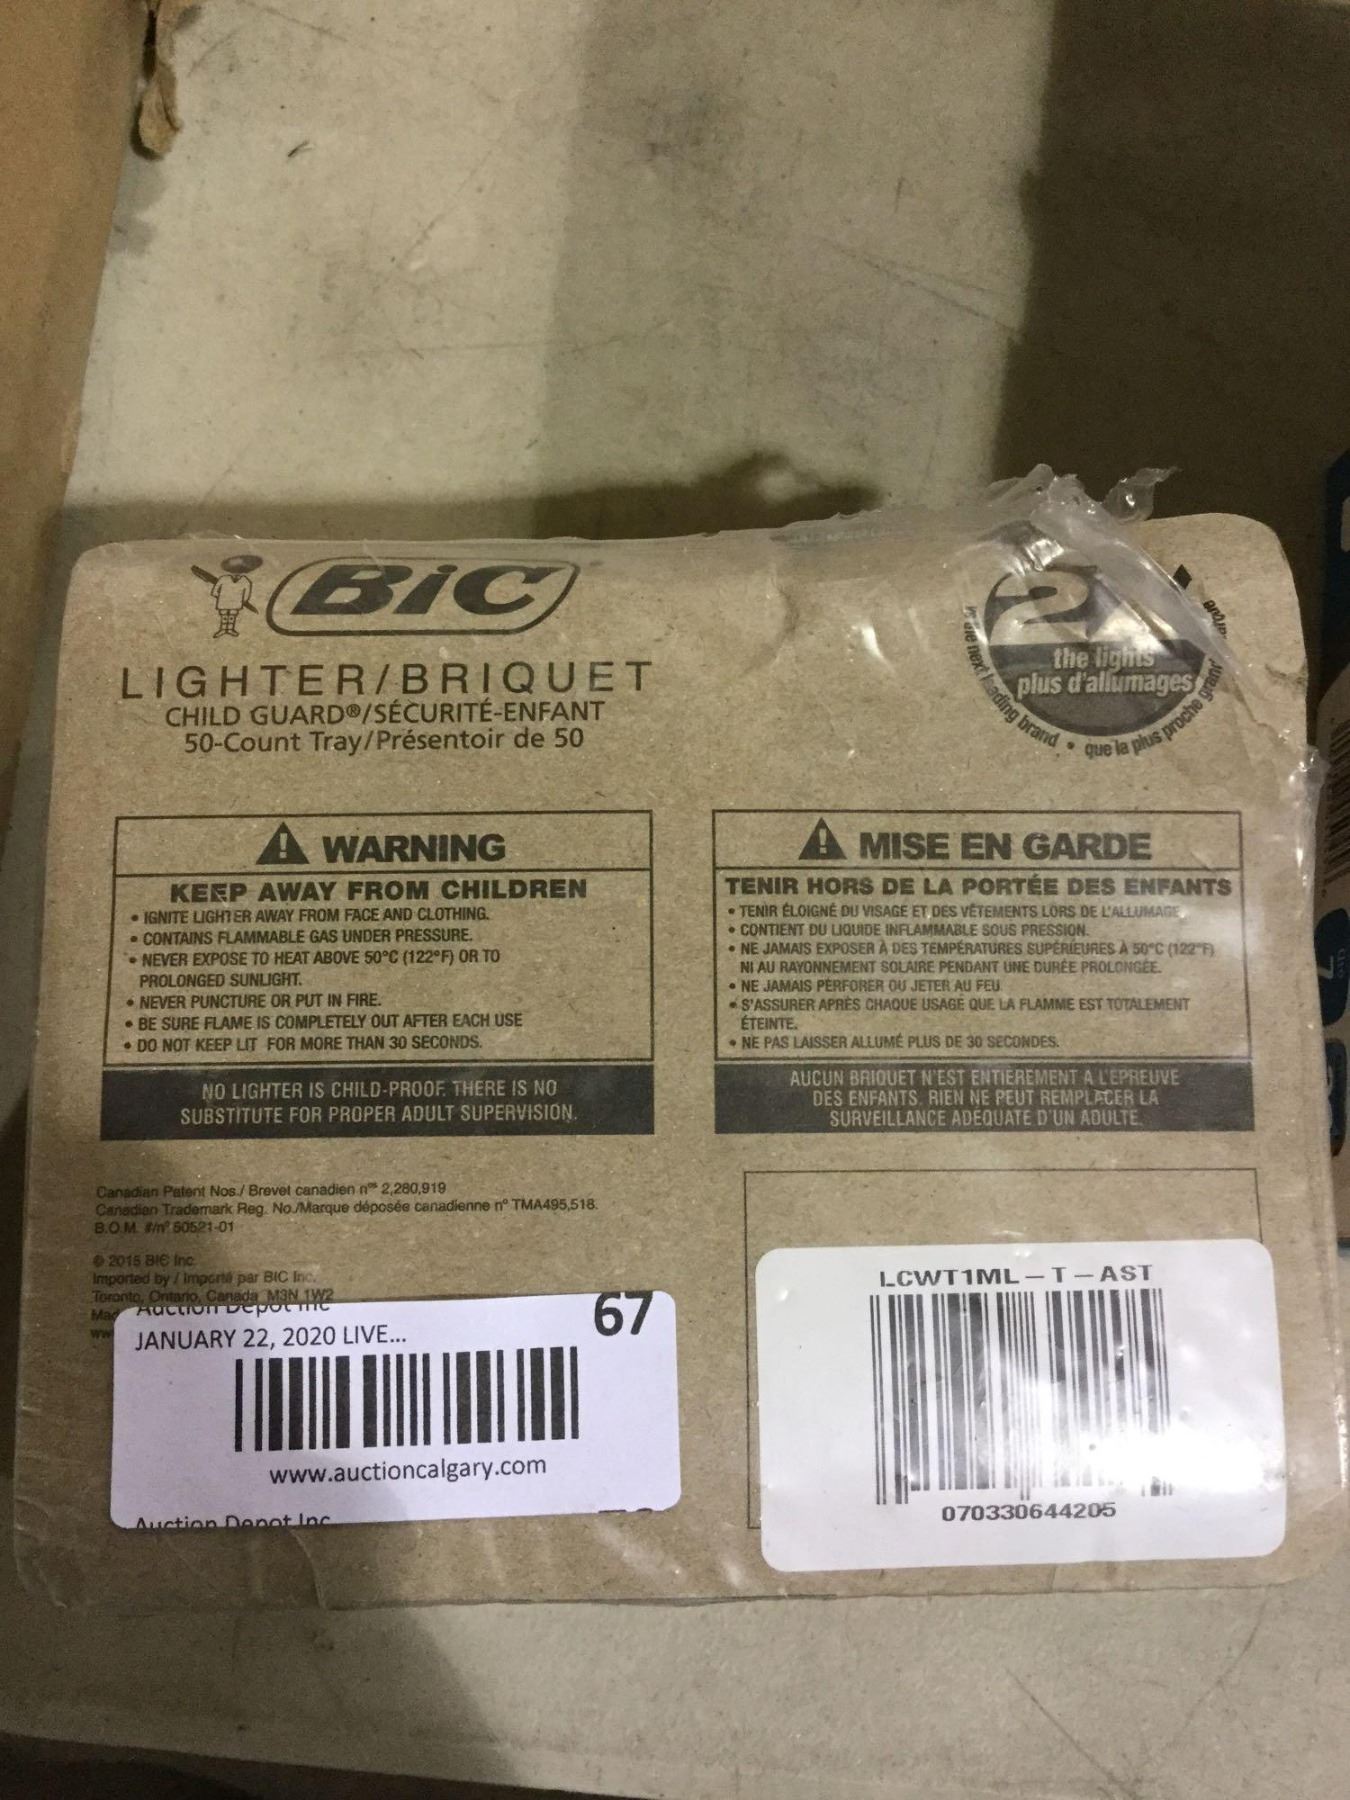 BiC
LIGHTER/BRIQUET
CHILD GUARD®/SÉCURITÉ-ENFANT
50-Count Tray/Présentoir de 50
2
the lights
plus d'allumages
the next leading brand • que la plus proche grand' marque
WARNING
KEEP AWAY FROM CHILDREN
• IGNITE LIGHTER AWAY FROM FACE AND CLOTHING.
• CONTAINS FLAMMABLE GAS UNDER PRESSURE.
• NEVER EXPOSE TO HEAT ABOVE 50°C (122°F) OR TO
PROLONGED SUNLIGHT.
• NEVER PUNCTURE OR PUT IN FIRE.
• BE SURE FLAME IS COMPLETELY OUT AFTER EACH USE
• DO NOT KEEP LIT FOR MORE THAN 30 SECONDS.
NO LIGHTER IS CHILD-PROOF. THERE IS NO
SUBSTITUTE FOR PROPER ADULT SUPERVISION.
MISE EN GARDE
TENIR HORS DE LA PORTÉE DES ENFANTS
• TENIR ÉLOIGNÉ DU VISAGE ET DES VÊTEMENTS LORS DE L'ALLUMAGE
• CONTIENT DU LIQUIDE INFLAMMABLE SOUS PRESSION.
• NE JAMAIS EXPOSER À DES TEMPÉRATURES SUPÉRIEURES À 50°C (122°F)
NI AU RAYONNEMENT SOLAIRE PENDANT UNE DURÉE PROLONGÉE.
• NE JAMAIS PERFORER OU JETER AU FEU
• S'ASSURER APRÈS CHAQUE USAGE QUE LA FLAMME EST TOTALEMENT
ÉTEINTE.
• NE PAS LAISSER ALLUMÉ PLUS DE 30 SECONDES.
AUCUN BRIQUET N'EST ENTIÈREMENT À L'ÉPREUVE
DES ENFANTS. RIEN NE PEUT REMPLACER LA
SURVEILLANCE ADÉQUATE D'UN ADULTE.
Canadian Patent Nos./ Brevet canadien nos 2,280,919
Canadian Trademark Reg. No./Marque déposée canadienne nº TMA495,518.
B.O.M. #/nº 50521-01
© 2015 BIC Inc.
Imported by / Importé par BIC Inc.
Toronto, Ontario, Canada M3N 1W2
Auction Depot Inc
67
JANUARY 22, 2020 LIVE...
www.auctioncalgary.com
Auction Depot Inc
LCWT1ML – T – AST
070330644205